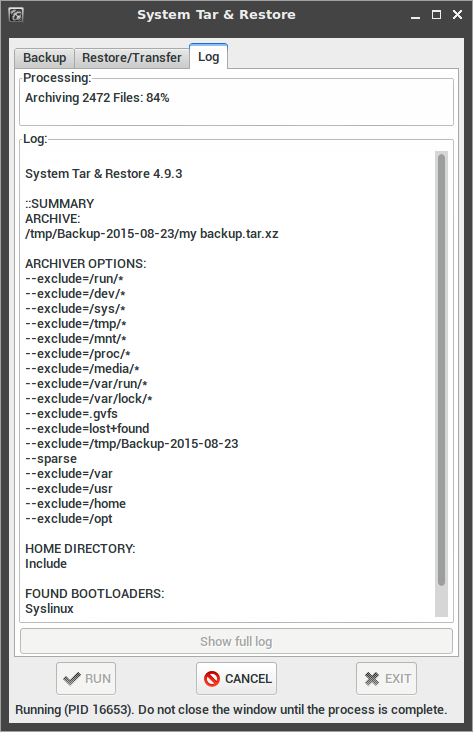 System Tar & Restore
Backup
Restore/Transfer
Log
Processing:
Archiving 2472 Files: 84%
Log:
System Tar & Restore 4.9.3
::SUMMARY
ARCHIVE:
/tmp/Backup-2015-08-23/my backup.tar.xz
ARCHIVER OPTIONS:
--exclude=/run/*
--exclude=/dev/*
--exclude=/sys/*
--exclude=/tmp/*
--exclude=/mnt/*
--exclude=/proc/*
--exclude=/media/*
--exclude=/var/run/*
--exclude=/var/lock/*
--exclude=.gvfs
--exclude=lost+found
--exclude=/tmp/Backup-2015-08-23
--sparse
--exclude=/var
--exclude=/usr
--exclude=/home
--exclude=/opt
HOME DIRECTORY:
Include
FOUND BOOTLOADERS:
Syslinux
Show full log
RUN
CANCEL
EXIT
Running (PID 16653). Do not close the window until the process is complete.